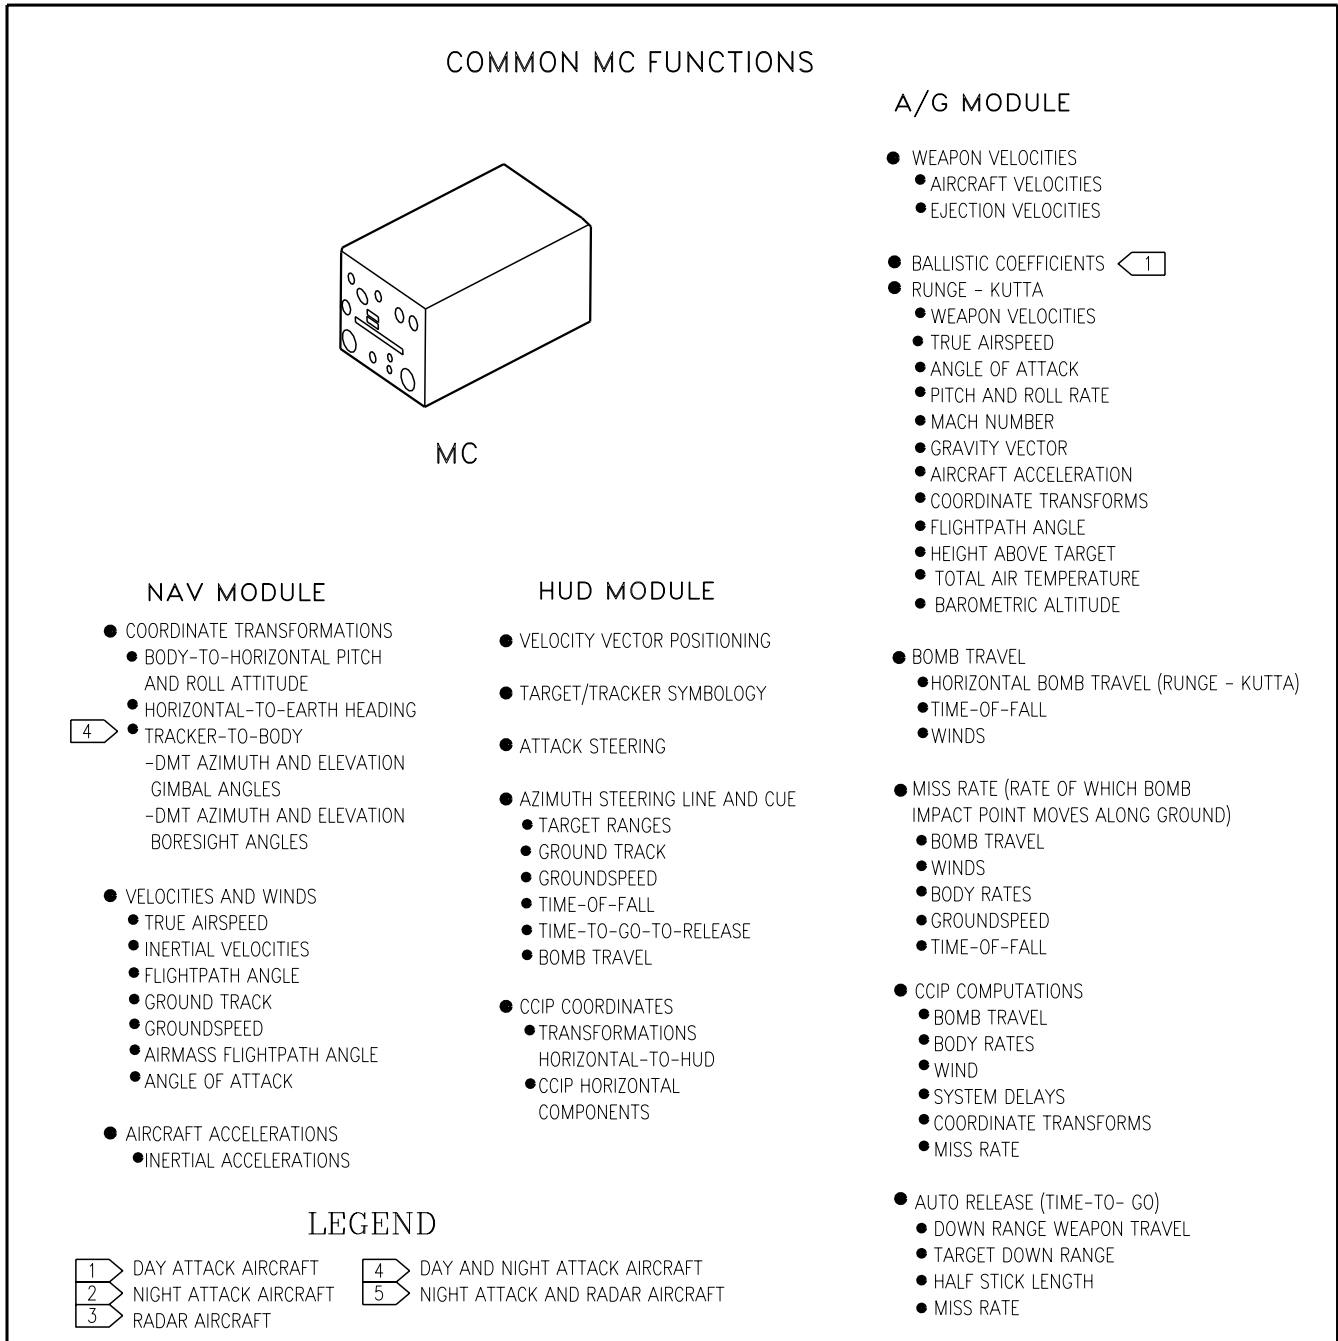 COMMON MC FUNCTIONS
MC
NAV MODULE
● COORDINATE TRANSFORMATIONS
● BODY-TO-HORIZONTAL PITCH
AND ROLL ATTITUDE
● HORIZONTAL-TO-EARTH HEADING
4 ● TRACKER-TO-BODY
-DMT AZIMUTH AND ELEVATION
GIMBAL ANGLES
-DMT AZIMUTH AND ELEVATION
BORESIGHT ANGLES
● VELOCITIES AND WINDS
● TRUE AIRSPEED
● INERTIAL VELOCITIES
● FLIGHTPATH ANGLE
● GROUND TRACK
● GROUNDSPEED
● AIRMASS FLIGHTPATH ANGLE
● ANGLE OF ATTACK
● AIRCRAFT ACCELERATIONS
● INERTIAL ACCELERATIONS
HUD MODULE
● VELOCITY VECTOR POSITIONING
● TARGET/TRACKER SYMBOLOGY
● ATTACK STEERING
● AZIMUTH STEERING LINE AND CUE
● TARGET RANGES
● GROUND TRACK
● GROUNDSPEED
● TIME-OF-FALL
● TIME-TO-GO-TO-RELEASE
● BOMB TRAVEL
● CCIP COORDINATES
● TRANSFORMATIONS
HORIZONTAL-TO-HUD
● CCIP HORIZONTAL
COMPONENTS
A/G MODULE
● WEAPON VELOCITIES
● AIRCRAFT VELOCITIES
● EJECTION VELOCITIES
● BALLISTIC COEFFICIENTS 1
● RUNGE - KUTTA
● WEAPON VELOCITIES
● TRUE AIRSPEED
● ANGLE OF ATTACK
● PITCH AND ROLL RATE
● MACH NUMBER
● GRAVITY VECTOR
● AIRCRAFT ACCELERATION
● COORDINATE TRANSFORMS
● FLIGHTPATH ANGLE
● HEIGHT ABOVE TARGET
● TOTAL AIR TEMPERATURE
● BAROMETRIC ALTITUDE
● BOMB TRAVEL
● HORIZONTAL BOMB TRAVEL (RUNGE - KUTTA)
● TIME-OF-FALL
● WINDS
● MISS RATE (RATE OF WHICH BOMB
IMPACT POINT MOVES ALONG GROUND)
● BOMB TRAVEL
● WINDS
● BODY RATES
● GROUNDSPEED
● TIME-OF-FALL
● CCIP COMPUTATIONS
● BOMB TRAVEL
● BODY RATES
● WIND
● SYSTEM DELAYS
● COORDINATE TRANSFORMS
● MISS RATE
● AUTO RELEASE (TIME-TO- GO)
● DOWN RANGE WEAPON TRAVEL
● TARGET DOWN RANGE
● HALF STICK LENGTH
● MISS RATE
LEGEND
1 DAY ATTACK AIRCRAFT
2 NIGHT ATTACK AIRCRAFT
3 RADAR AIRCRAFT
4 DAY AND NIGHT ATTACK AIRCRAFT
5 NIGHT ATTACK AND RADAR AIRCRAFT